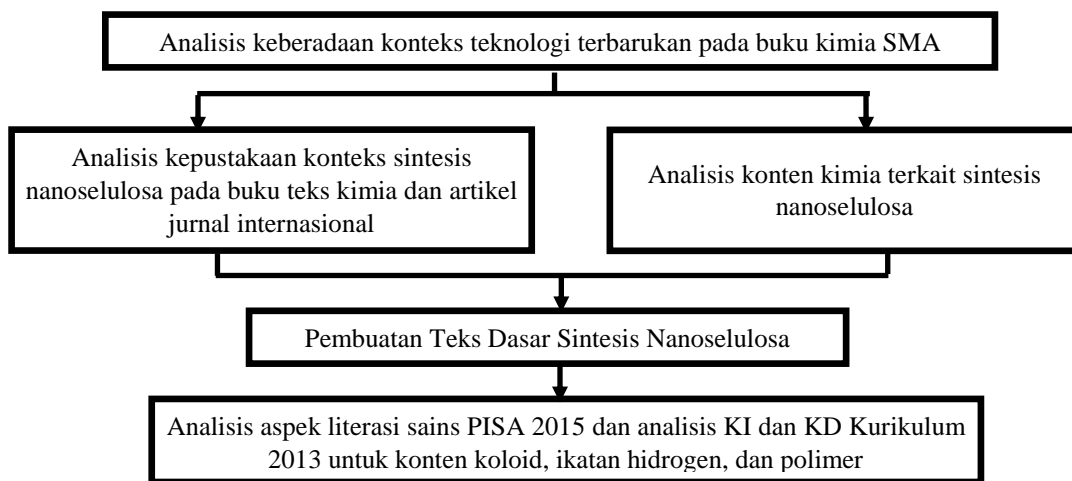 Analisis keberadaan konteks teknologi terbarukan pada buku kimia SMA
Analisis kepustakaan konteks sintesis
nanoselulosa pada buku teks kimia dan artikel
jurnal internasional
Analisis konten kimia terkait sintesis
nanoselulosa
Pembuatan Teks Dasar Sintesis Nanoselulosa
Analisis aspek literasi sains PISA 2015 dan analisis KI dan KD Kurikulum
2013 untuk konten koloid, ikatan hidrogen, dan polimer